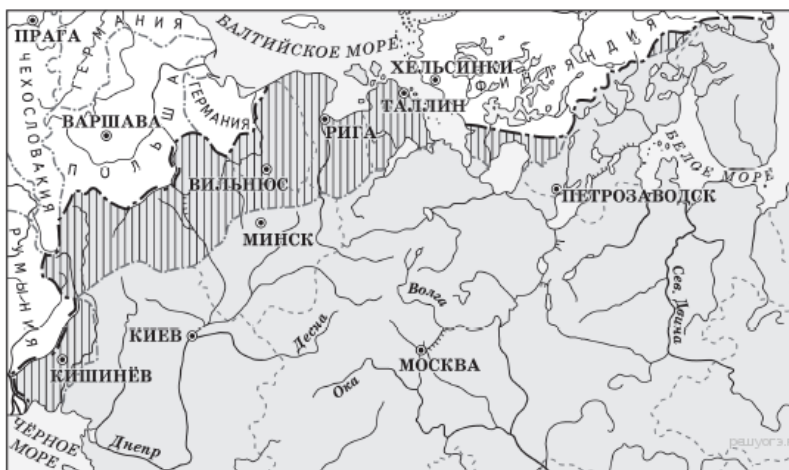 ПРАГА
ГЕРМАНИЯ
БАЛТИЙСКОЕ МОРЕ
ХЕЛЬСИНКИ
ФИНЛЯНДИЯ
ЧЕХОСЛОВАКИЯ
ВАРШАВА
ПОЛЬША
ГЕРМАНИЯ
ТАЛЛИН
РИГА
БЕЛОЕ МОРЕ
ВИЛЬНЮС
ПЕТРОЗАВОДСК
МИНСК
РУМЫНИЯ
Волга
Сев. Двина
КИЕВ
Десна
МОСКВА
КИШИНЁВ
Ока
ЧЁРНОЕ
МОРЕ
Днепр